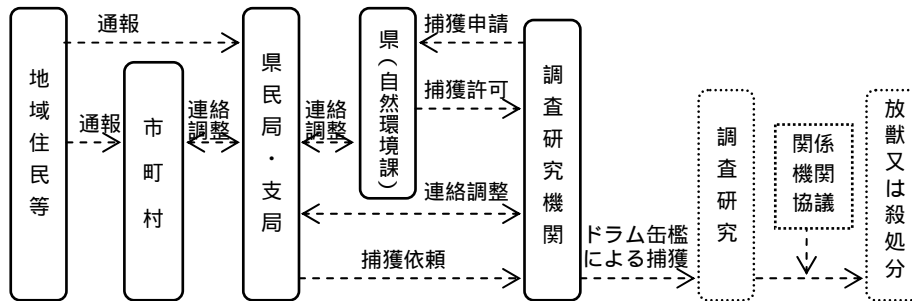 地域住民等
通報
通報
市町村
連絡
調整
県民局・支局
連絡
調整
県（自然環境課）
捕獲申請
捕獲許可
連絡調整
捕獲依頼
調査研究機関
ドラム缶檻
による捕獲
調査研究
関係
機関
協議
放獣又は殺処分